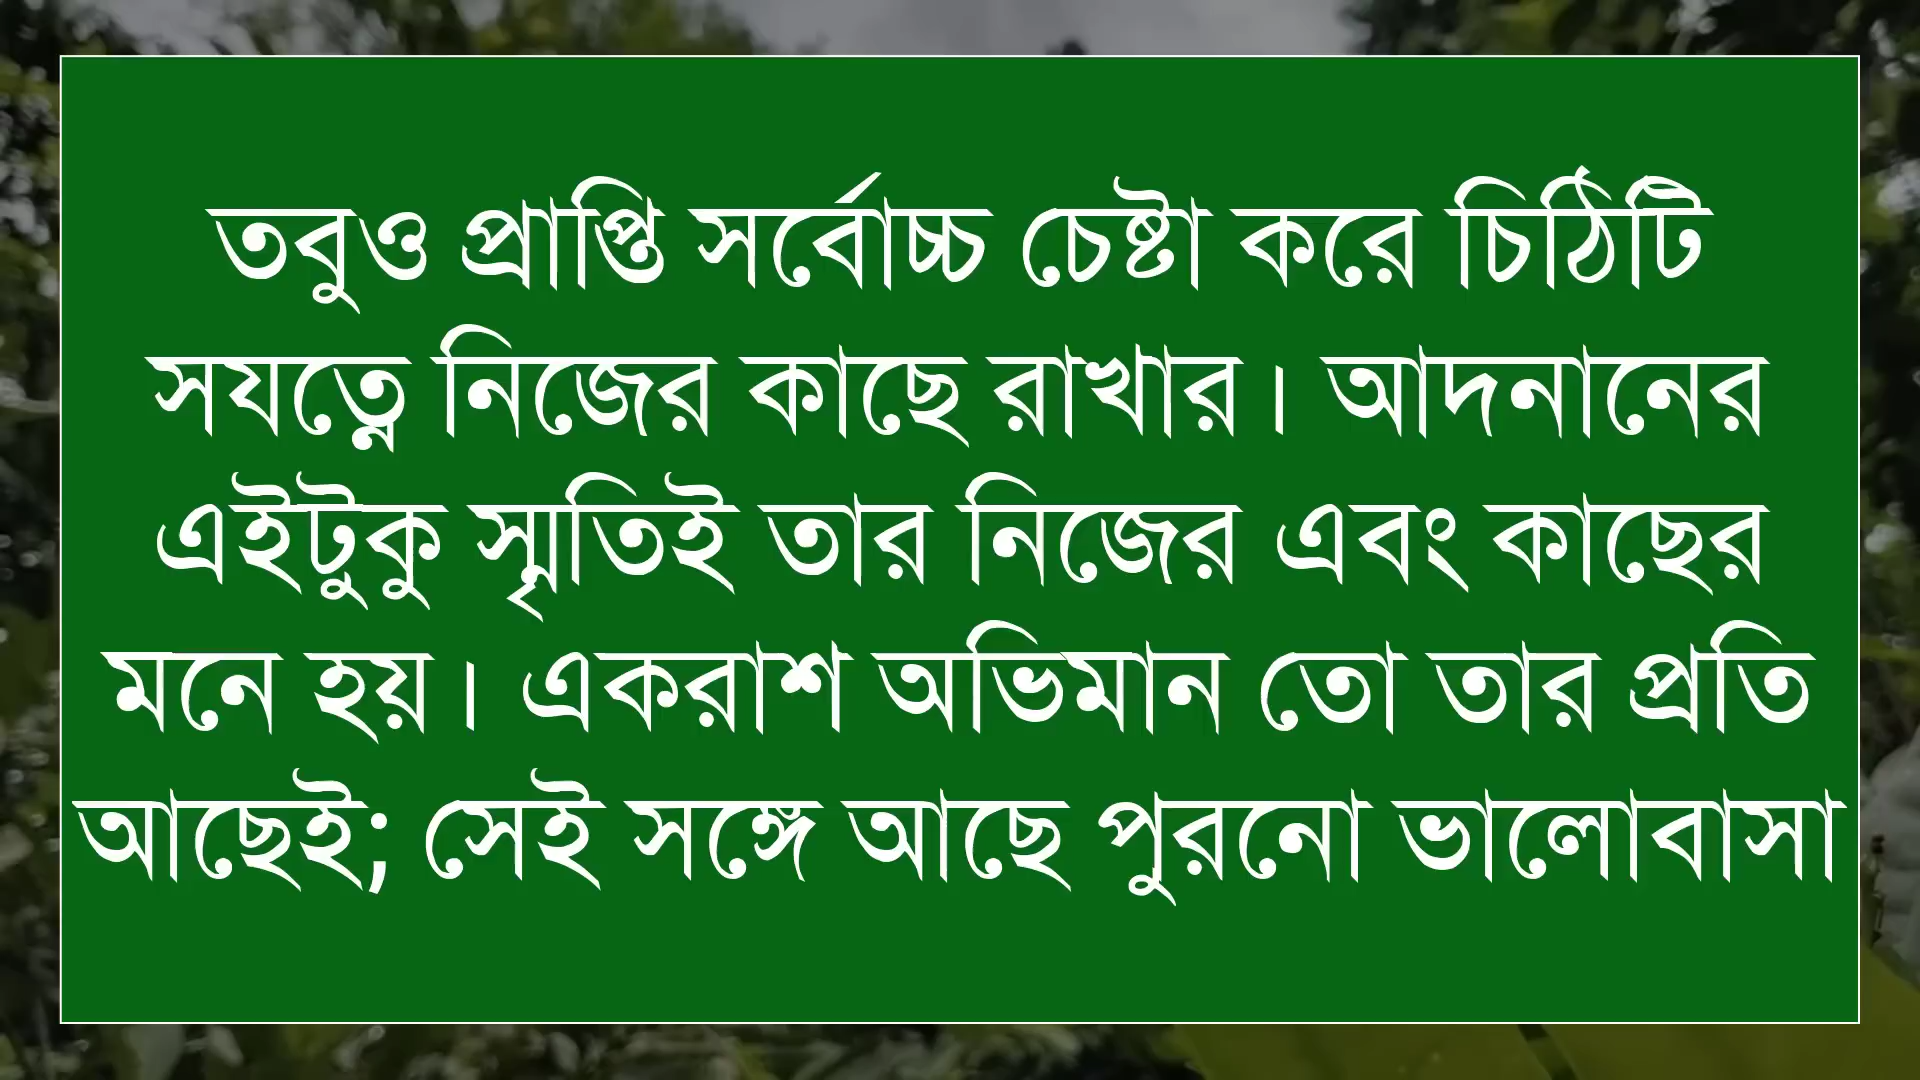 তবুও প্রাপ্তি সর্বোচ্চ চেষ্টা করে চিঠিটি
সযত্নে নিজের কাছে রাখার। আদনানের
এইটুকু স্মৃতিই তার নিজের এবং কাছের
মনে হয়। একরাশ অভিমান তো তার প্রতি
আছেই; সেই সঙ্গে আছে পুরনো ভালোবাসা